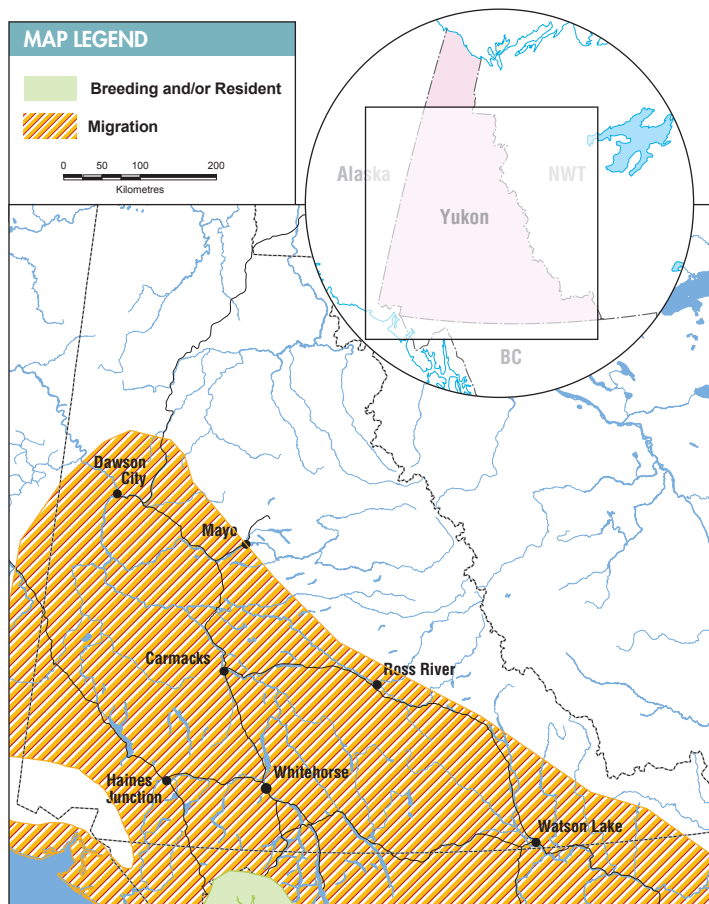 MAP LEGEND
Breeding and/or Resident
Migration
0 50 100 200
Kilometres
Alaska
NWT
Yukon
BC
Dawson
City
Mayo
Carmacks
Ross River
Haines
Junction
Whitehorse
Watson Lake